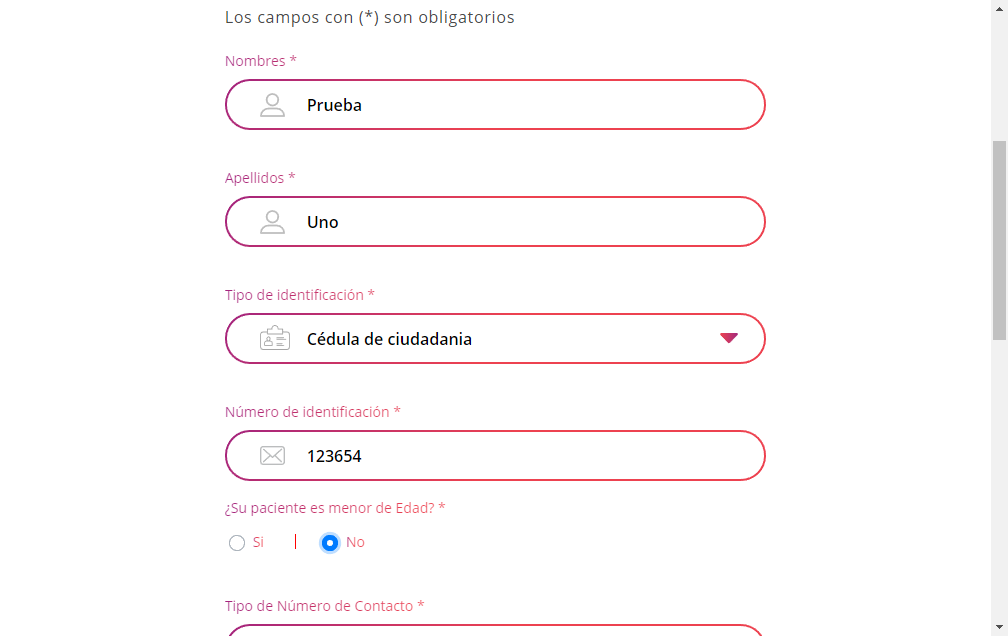 Los campos con (*) son obligatorios
Nombres *
Prueba
Apellidos *
Uno
Tipo de identificación *
Cédula de ciudadania
Número de identificación *
123654
¿Su paciente es menor de Edad? *
Si | No
Tipo de Número de Contacto *